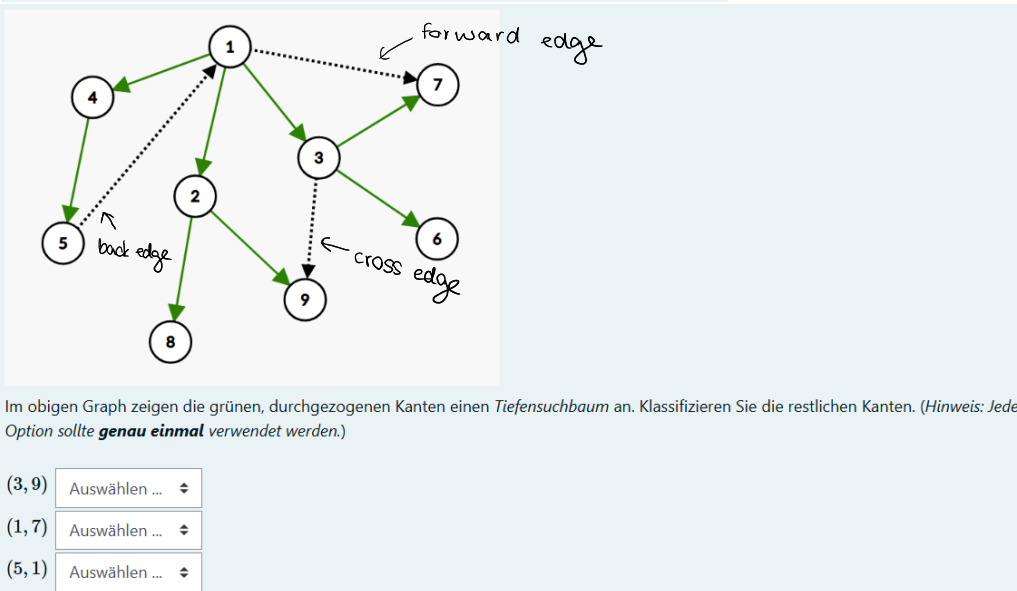 forward edge
1
7
4
3
2
5
back edge
6
cross edge
9
8
Im obigen Graph zeigen die grünen, durchgezogenen Kanten einen Tiefensuchbaum an. Klassifizieren Sie die restlichen Kanten. (Hinweis: Jede
Option sollte genau einmal verwendet werden.)
(3, 9) Auswählen ...
(1, 7) Auswählen ...
(5, 1) Auswählen ...